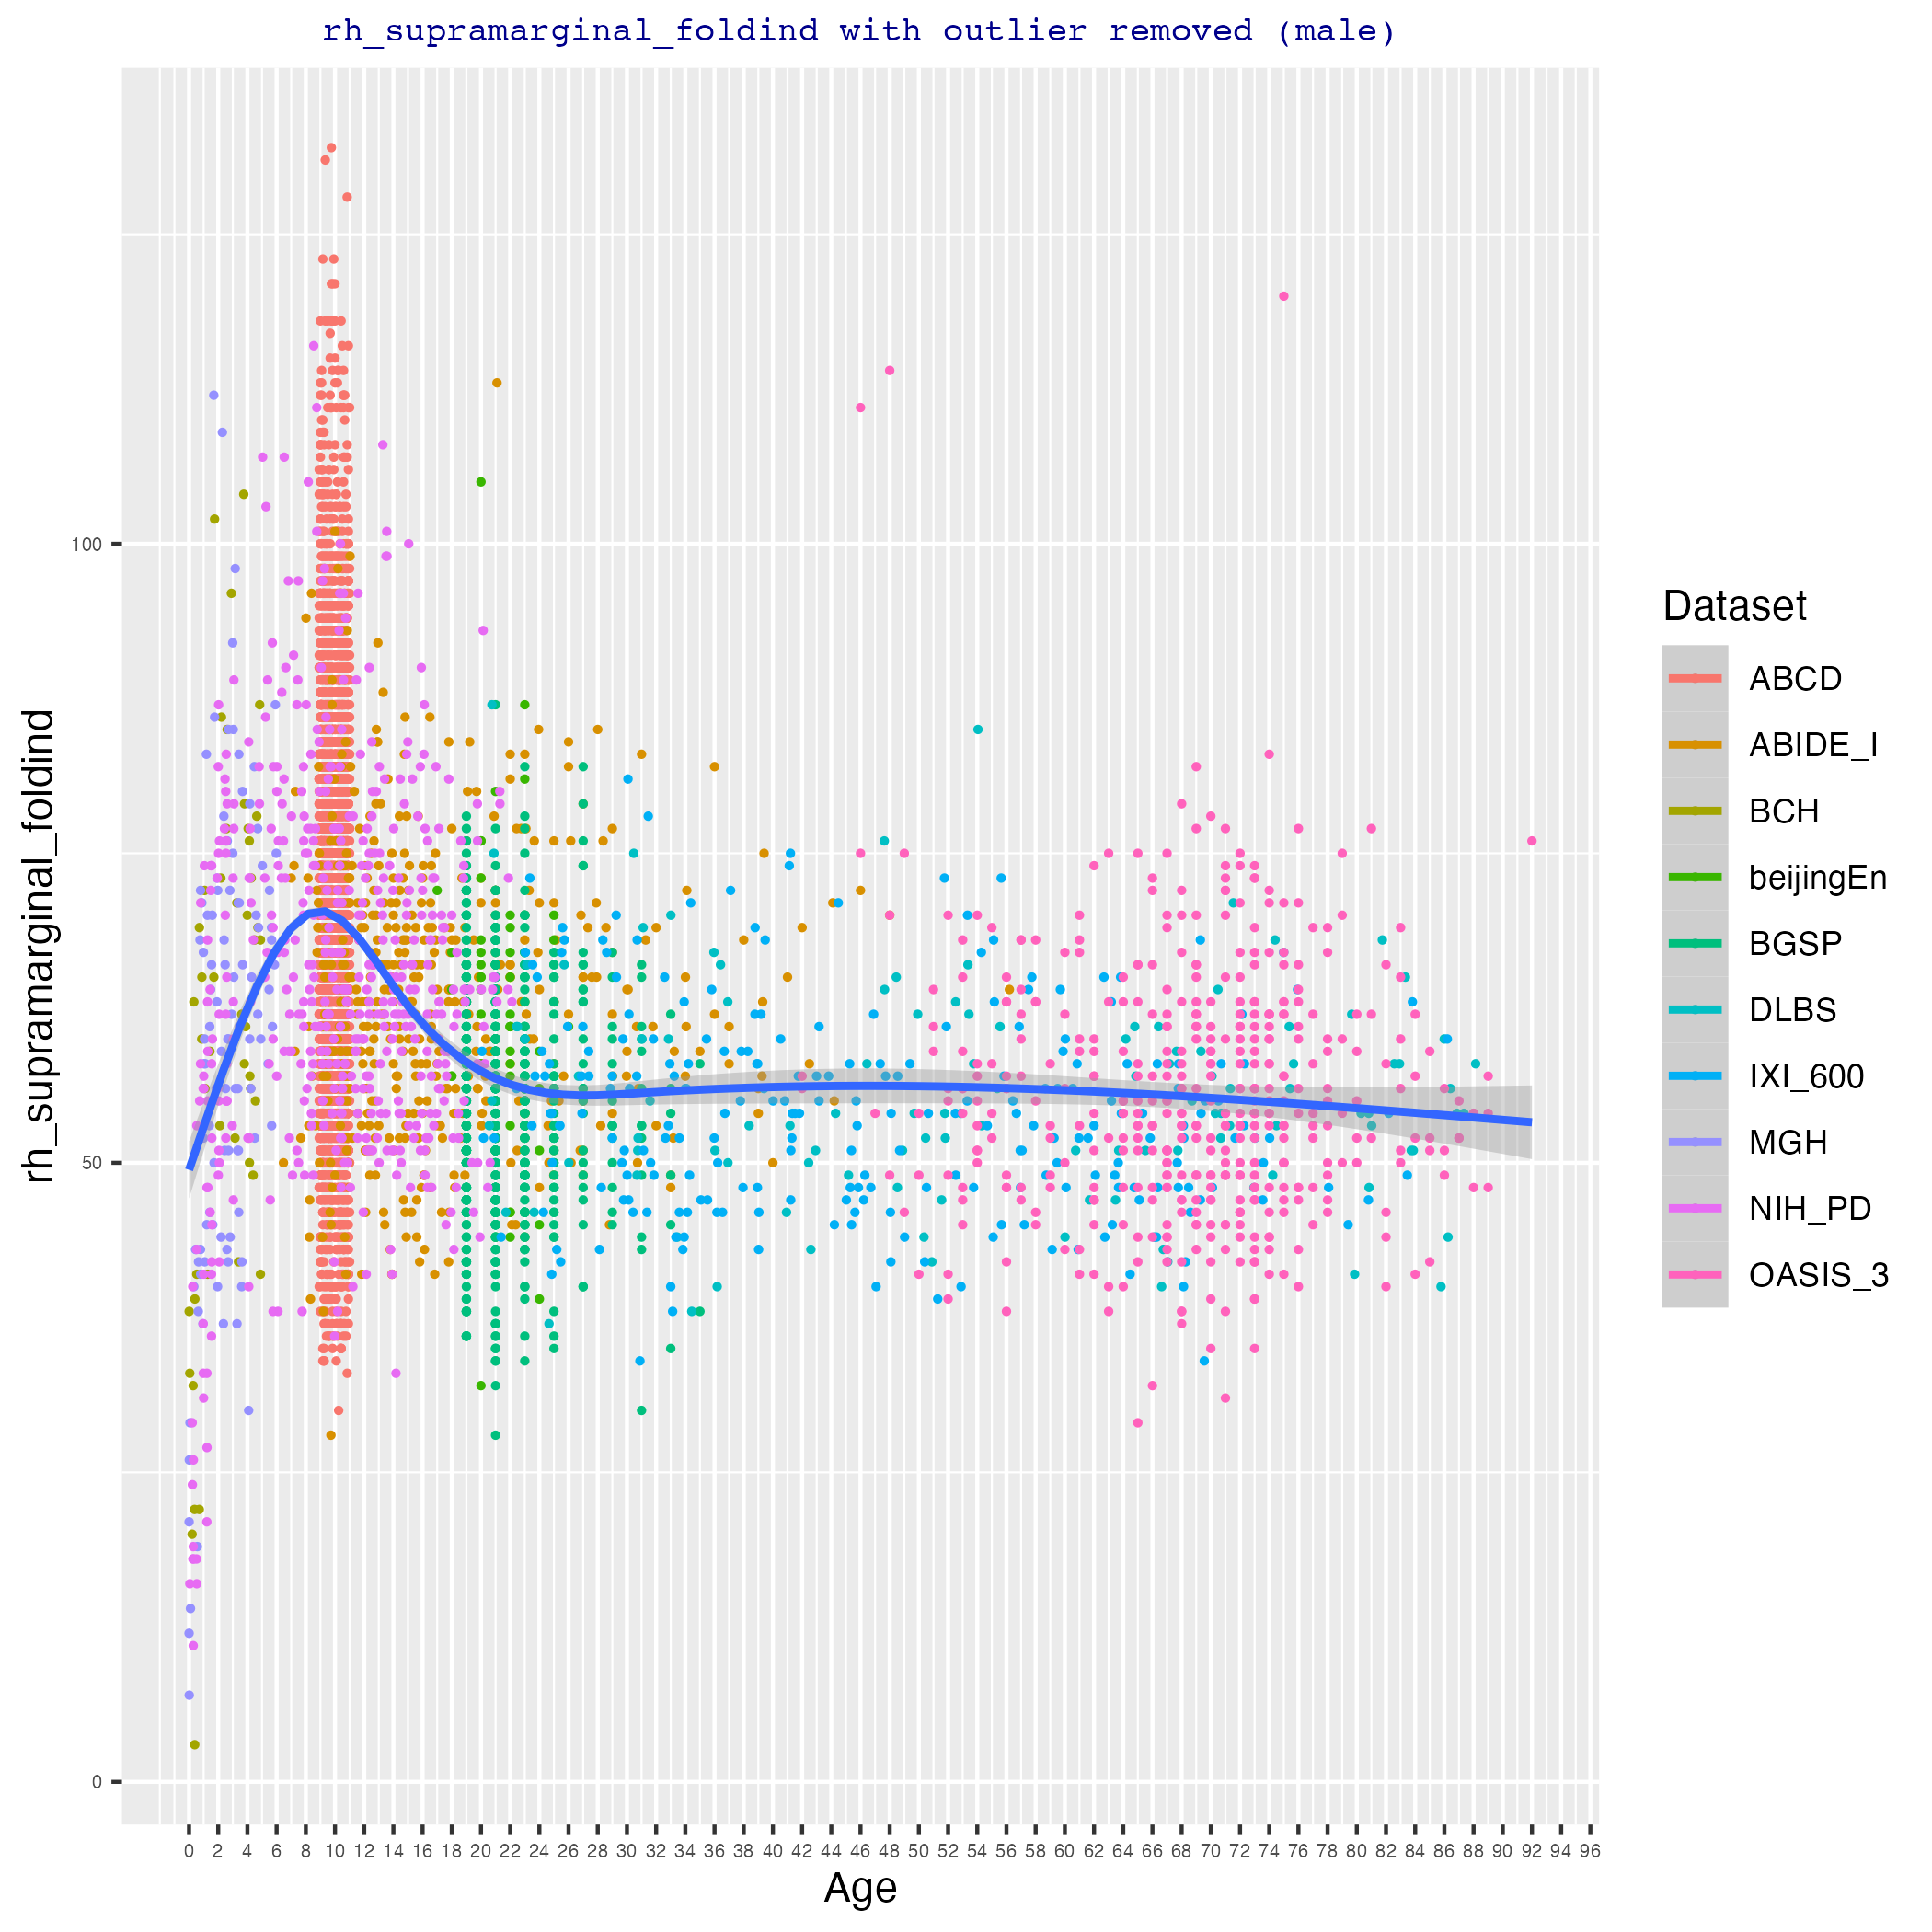 rh_supramarginal_foldind with outlier removed (male)
rh_supramarginal_foldind
100
50
0
0 2 4 6 8 10 12 14 16 18 20 22 24 26 28 30 32 34 36 38 40 42 44 46 48 50 52 54 56 58 60 62 64 66 68 70 72 74 76 78 80 82 84 86 88 90 92 94 96
Age
Dataset
ABCD
ABIDE_I
BCH
beijingEn
BGSP
DLBS
IXI_600
MGH
NIH_PD
OASIS_3